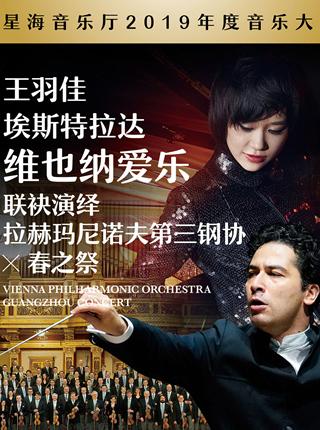 星海音乐厅2019年度音乐大
王羽佳
埃斯特拉达
维也纳爱乐
联袂演绎
拉赫玛尼诺夫第三钢协
× 春之祭
VIENNA PHILHARMONIC ORCHESTRA
GUANGZHOU CONCERT